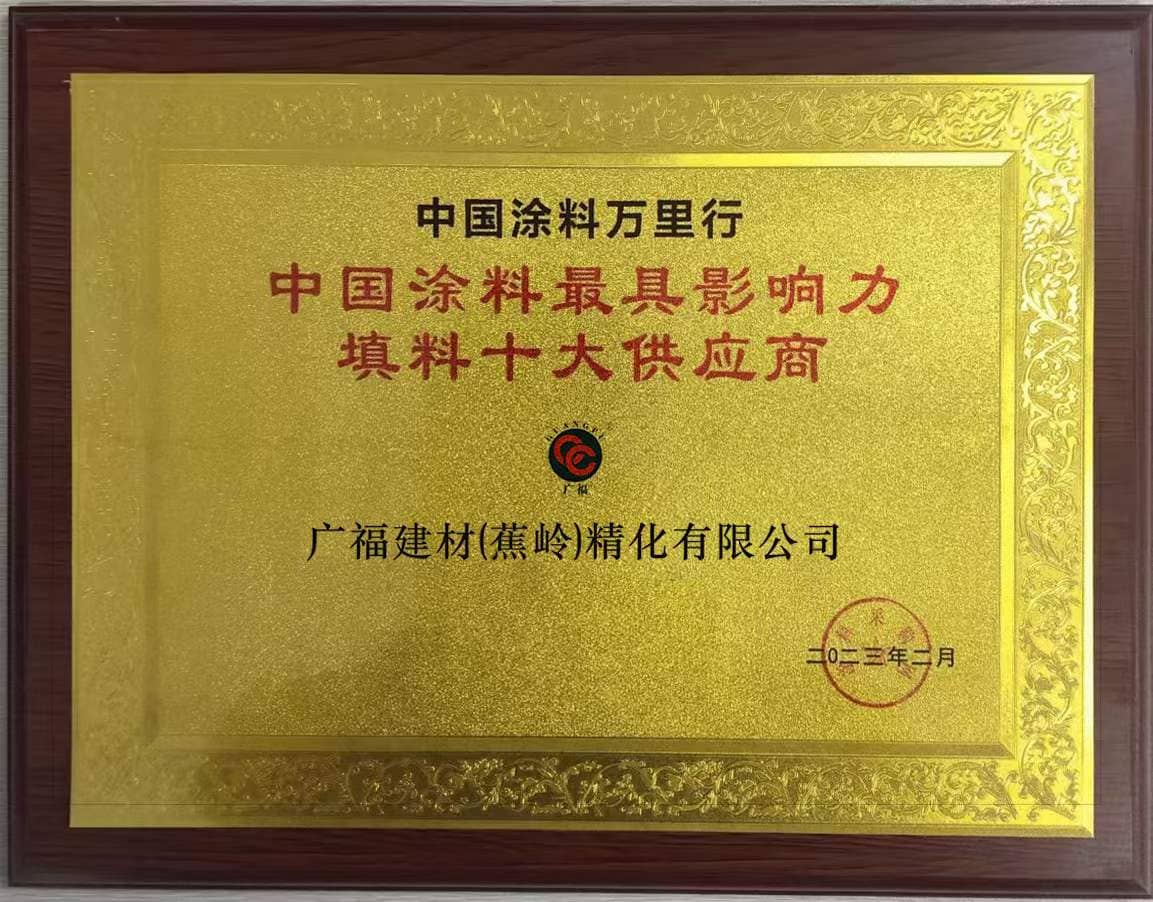 中国涂料万里行
中国涂料最具影响力
填料十大供应商
GUANGFU
广福
广福建材(蕉岭)精化有限公司
二0二三年二月